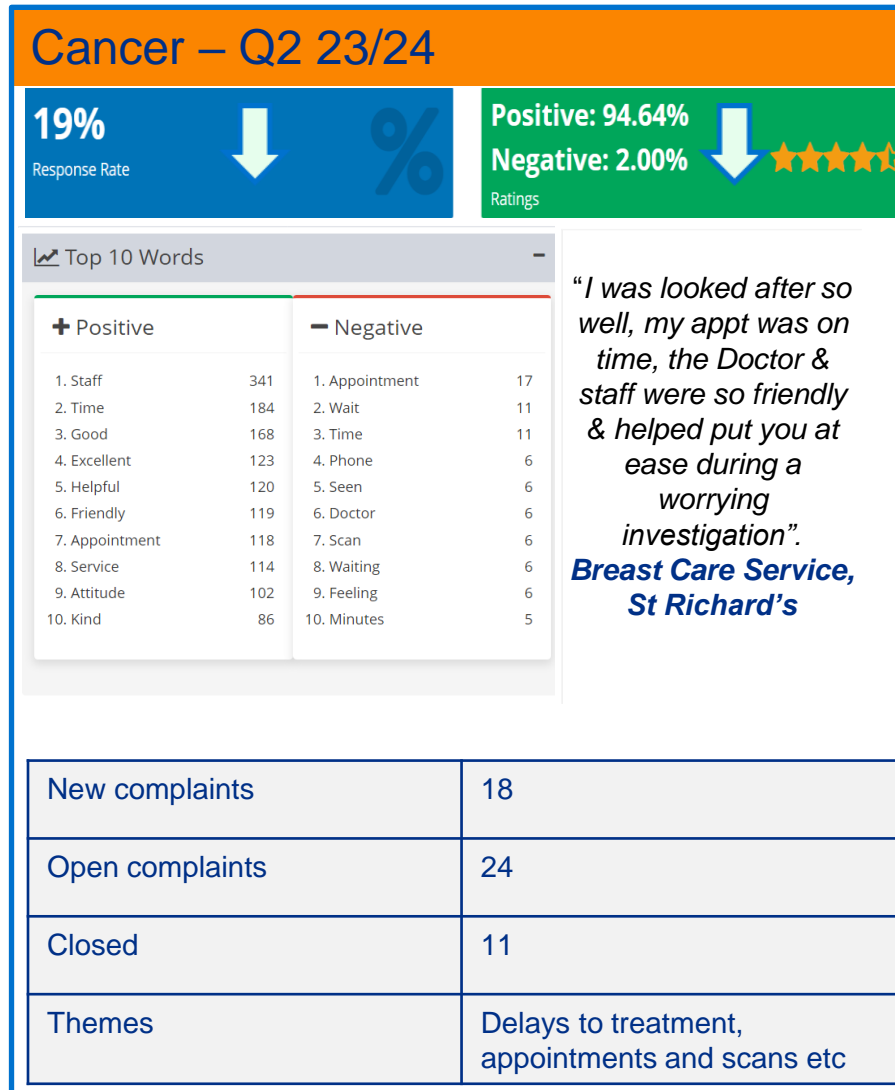 Cancer – Q2 23/24
19%
Response Rate
%
Positive: 94.64%
Negative: 2.00%
Ratings
Top 10 Words
Positive
1. Staff 341
2. Time 184
3. Good 168
4. Excellent 123
5. Helpful 120
6. Friendly 119
7. Appointment 118
8. Service 114
9. Attitude 102
10. Kind 86
Negative
1. Appointment 17
2. Wait 11
3. Time 11
4. Phone 6
5. Seen 6
6. Doctor 6
7. Scan 6
8. Waiting 6
9. Feeling 6
10. Minutes 5
“I was looked after so
well, my appt was on
time, the Doctor &
staff were so friendly
& helped put you at
ease during a
worrying
investigation”.
Breast Care Service,
St Richard’s
New complaints 18
Open complaints 24
Closed 11
Themes Delays to treatment,
appointments and scans etc